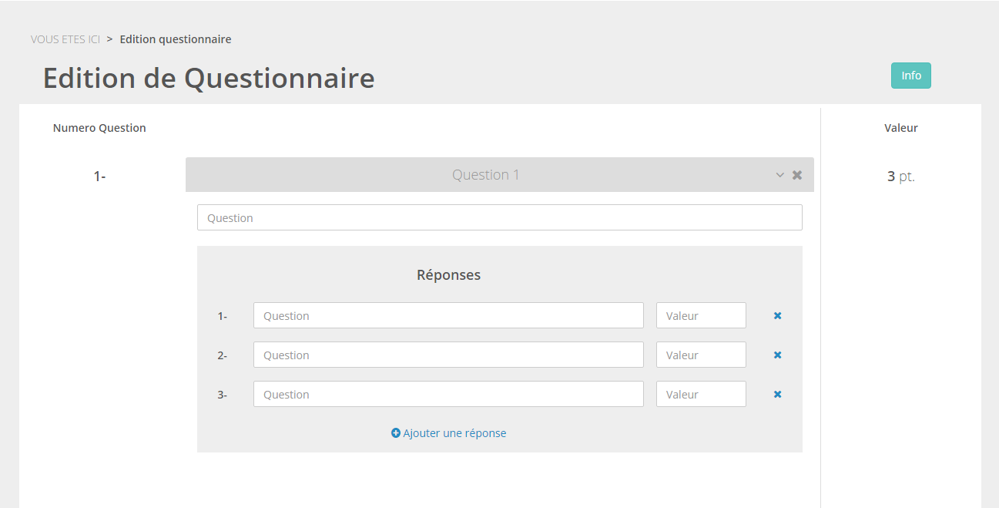 VOUS ETES ICI > Edition questionnaire
Edition de Questionnaire
Info
Numero Question
Valeur
1-
Question 1
3 pt.
Question
Réponses
1- Question Valeur
2- Question Valeur
3- Question Valeur
Ajouter une réponse